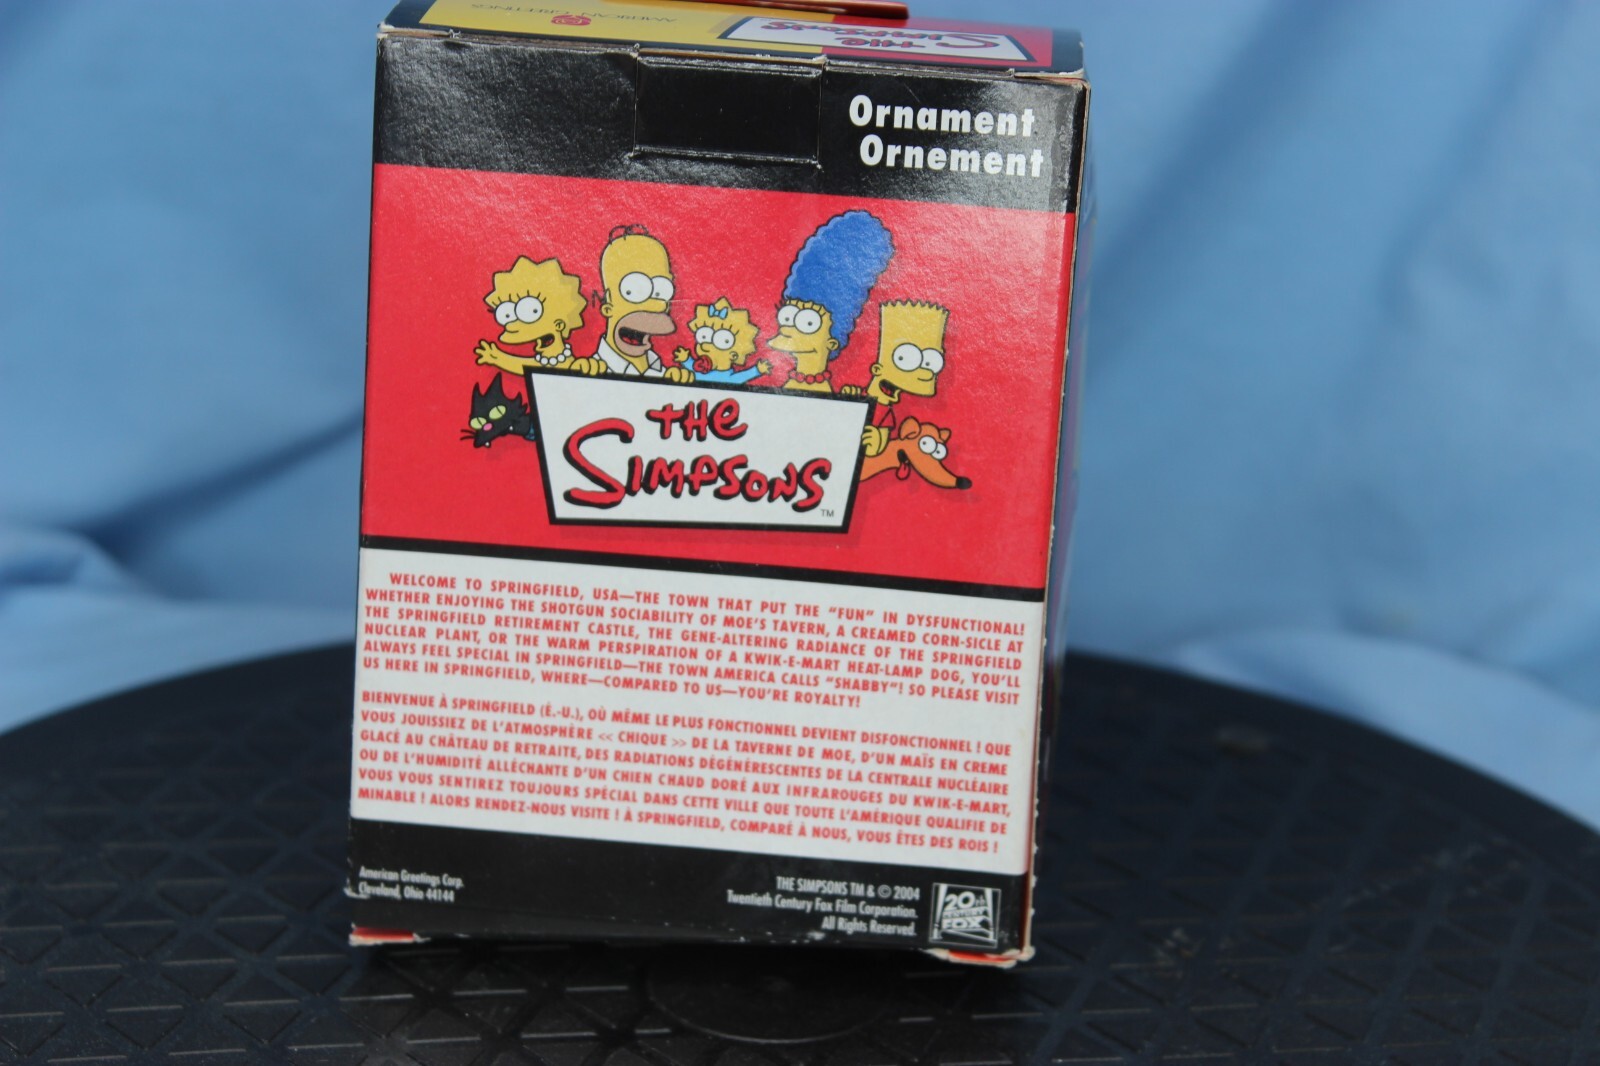 AMERICAN GREETINGS
THE
SIMPSONS
Ornament
Ornement
THE
SIMPSONS
TM
WELCOME TO SPRINGFIELD, USA—THE TOWN THAT PUT THE "FUN" IN DYSFUNCTIONAL!
WHETHER ENJOYING THE SHOTGUN SOCIABILITY OF MOE'S TAVERN, A CREAMED CORN-SICLE AT
THE SPRINGFIELD RETIREMENT CASTLE, THE GENE-ALTERING RADIANCE OF THE SPRINGFIELD
NUCLEAR PLANT, OR THE WARM PERSPIRATION OF A KWIK-E-MART HEAT-LAMP DOG, YOU'LL
ALWAYS FEEL SPECIAL IN SPRINGFIELD—THE TOWN AMERICA CALLS "SHABBY"! SO PLEASE VISIT
US HERE IN SPRINGFIELD, WHERE—COMPARED TO US—YOU'RE ROYALTY!
BIENVENUE À SPRINGFIELD (É.-U.), OÙ MÊME LE PLUS FONCTIONNEL DEVIENT DISFONCTIONNEL ! QUE
VOUS JOUISSIEZ DE L'ATMOSPHÈRE << CHIQUE >> DE LA TAVERNE DE MOE, D'UN MAÏS EN CREME
GLACÉ AU CHÂTEAU DE RETRAITE, DES RADIATIONS DÉGÉNÉRESCENTES DE LA CENTRALE NUCLÉAIRE
OU DE L'HUMIDITÉ ALLÉCHANTE D'UN CHIEN CHAUD DORÉ AUX INFRAROUGES DU KWIK-E-MART,
VOUS VOUS SENTIREZ TOUJOURS SPÉCIAL DANS CETTE VILLE QUE TOUTE L'AMÉRIQUE QUALIFIE DE
MINABLE ! ALORS RENDEZ-NOUS VISITE ! À SPRINGFIELD, COMPARÉ À NOUS, VOUS ÊTES DES ROIS !
American Greetings Corp.
Cleveland, Ohio 44144
THE SIMPSONS TM & © 2004
Twentieth Century Fox Film Corporation.
All Rights Reserved.
20th
CENTURY
FOX